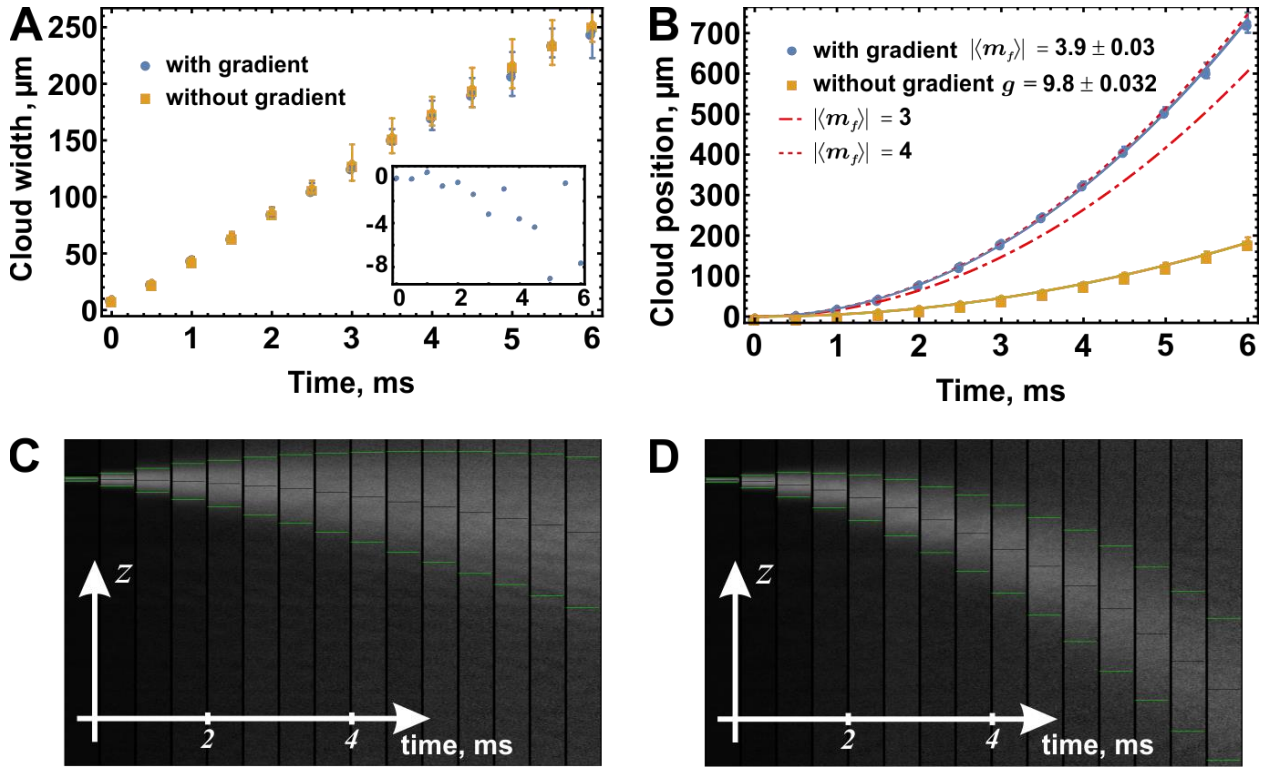 A
Cloud width, μm
250
200
150
100
50
0
with gradient
without gradient
0
-4
-8
0 2 4 6
0 1 2 3 4 5 6
Time, ms
B
Cloud position, μm
700
600
500
400
300
200
100
0
with gradient |⟨m_f⟩| = 3.9 ± 0.03
without gradient g = 9.8 ± 0.032
|⟨m_f⟩| = 3
|⟨m_f⟩| = 4
0 1 2 3 4 5 6
Time, ms
C
z
2 4
time, ms
D
z
2 4
time, ms